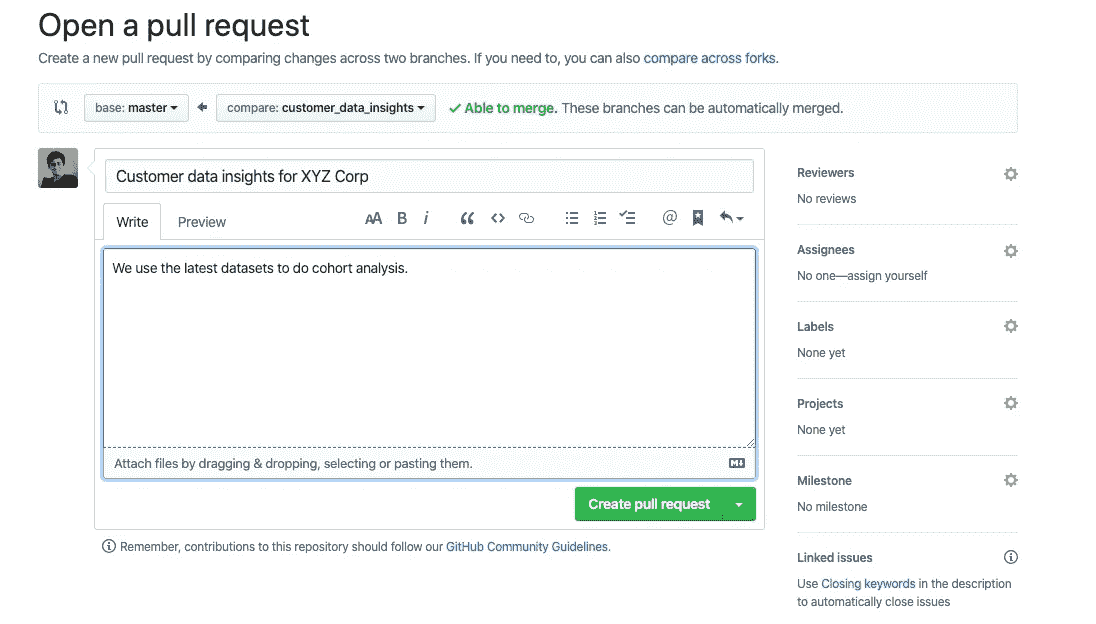 Open a pull request
Create a new pull request by comparing changes across two branches. If you need to, you can also compare across forks.
base: master
compare: customer_data_insights
Able to merge. These branches can be automatically merged.
Customer data insights for XYZ Corp
Write
Preview
AA B i “ <> @
We use the latest datasets to do cohort analysis.
Attach files by dragging & dropping, selecting or pasting them.
Create pull request
Remember, contributions to this repository should follow our GitHub Community Guidelines.
Reviewers
No reviews
Assignees
No one—assign yourself
Labels
None yet
Projects
None yet
Milestone
No milestone
Linked issues
Use Closing keywords in the description
to automatically close issues